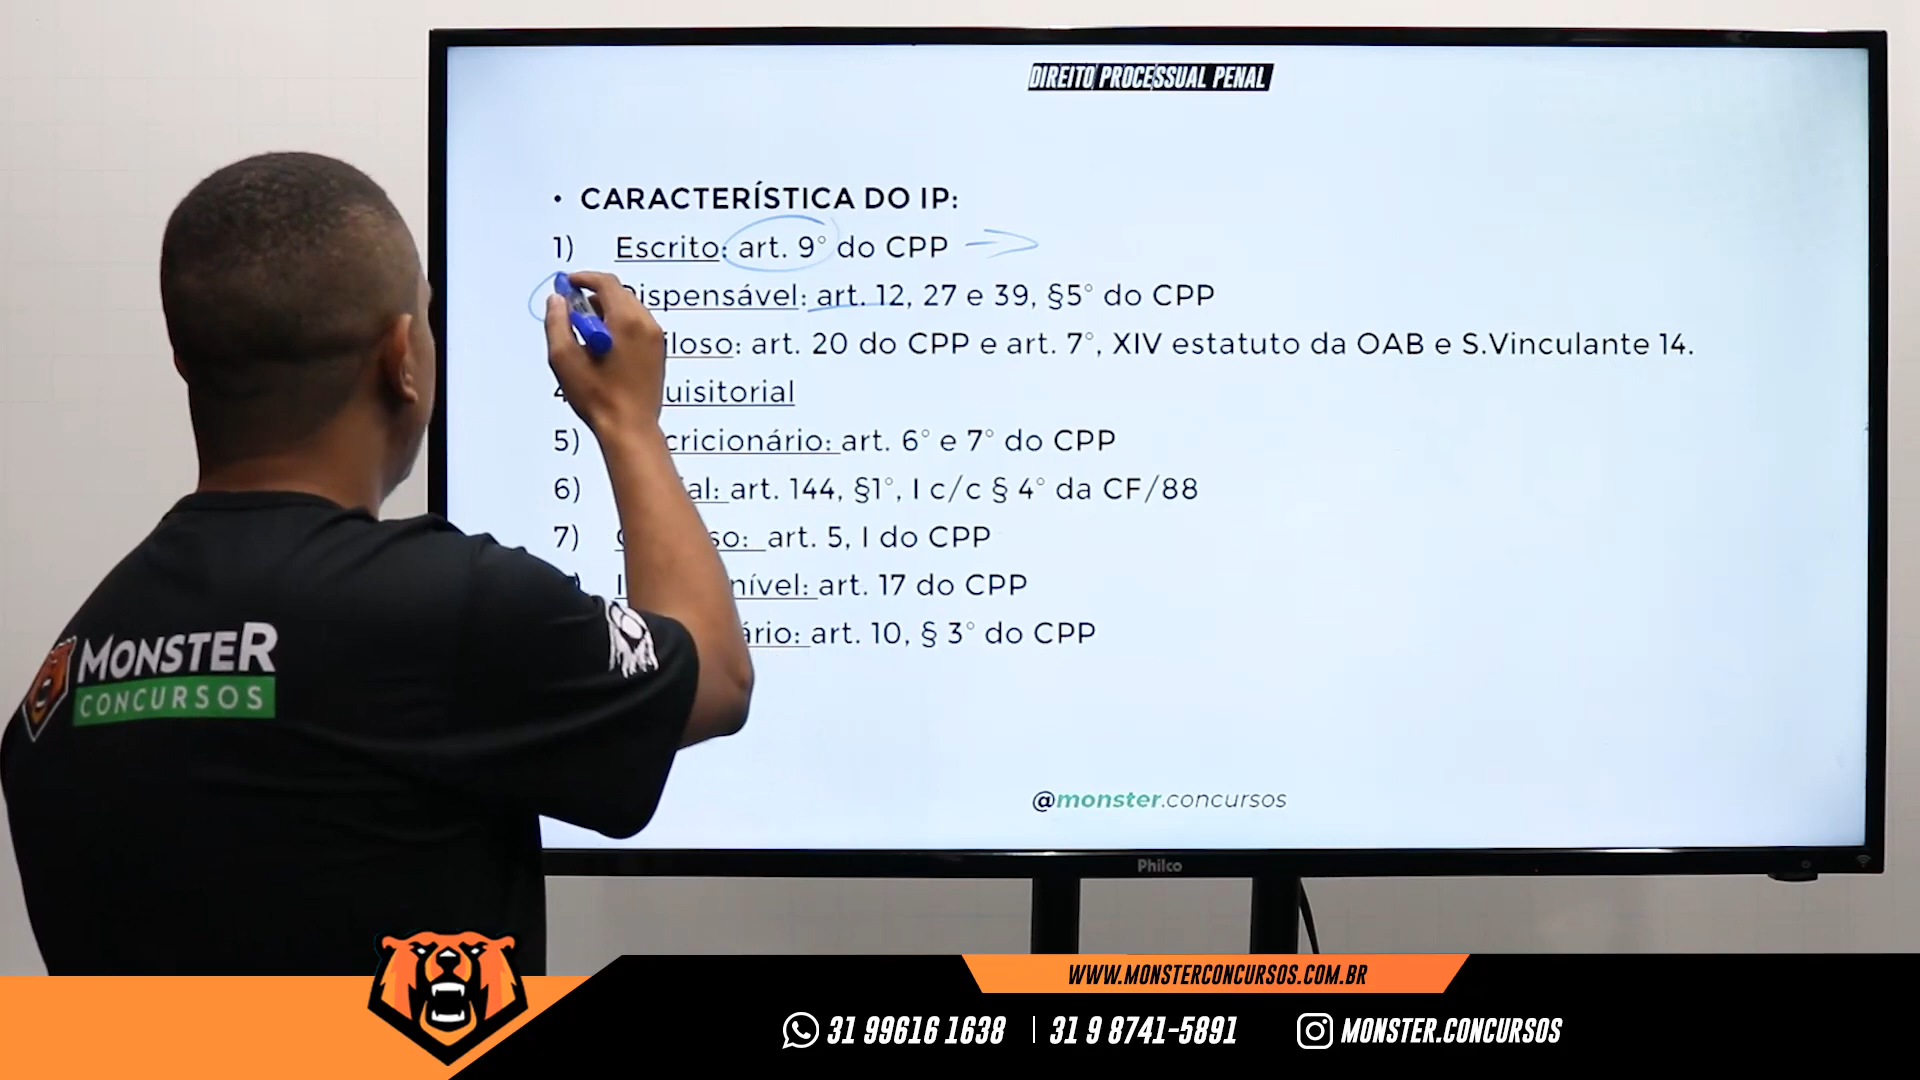 DIREITO PROCESSUAL PENAL
• CARACTERÍSTICA DO IP:
1) Escrito: art. 9° do CPP
ispensável: art. 12, 27 e 39, §5° do CPP
iloso: art. 20 do CPP e art. 7°, XIV estatuto da OAB e S.Vinculante 14.
uisitorial
5) cricionário: art. 6° e 7° do CPP
6) al: art. 144, §1°, I c/c § 4° da CF/88
7) so: art. 5, I do CPP
nível: art. 17 do CPP
ário: art. 10, § 3° do CPP
MONSTER
CONCURSOS
@monster.concursos
Philco
WWW.MONSTERCONCURSOS.COM.BR
31 99616 1638 | 31 9 8741-5891 MONSTER.CONCURSOS